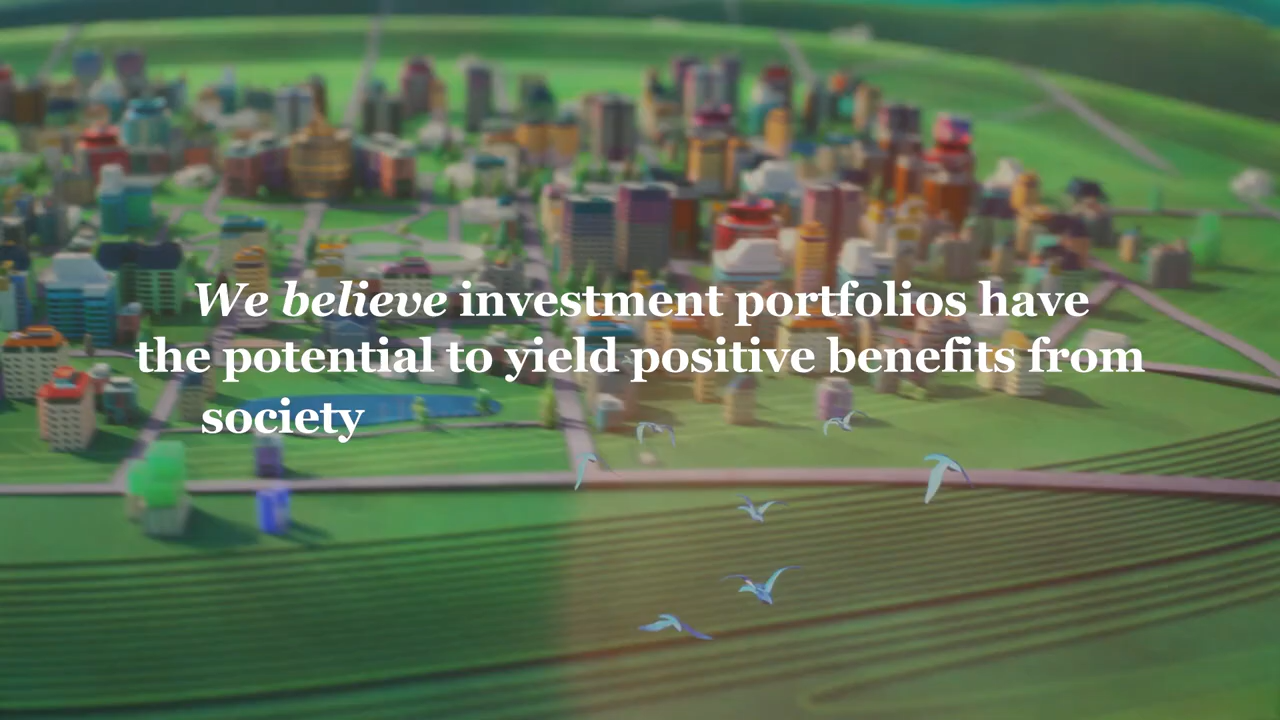 We believe investment portfolios have
the potential to yield positive benefits from
society